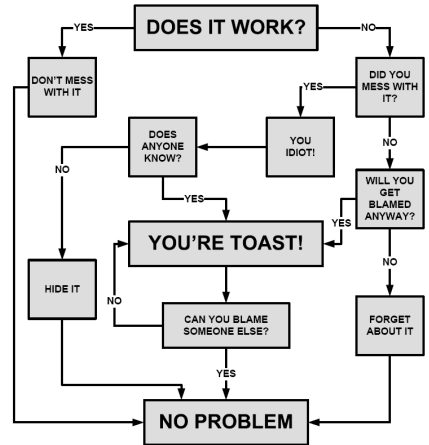 DOES IT WORK?
YES
NO
DON'T MESS
WITH IT
DID YOU
MESS WITH
IT?
YES
NO
YOU
IDIOT!
DOES
ANYONE
KNOW?
NO
YES
WILL YOU
GET
BLAMED
ANYWAY?
YES
NO
YOU'RE TOAST!
HIDE IT
NO
CAN YOU BLAME
SOMEONE ELSE?
YES
FORGET
ABOUT IT
NO PROBLEM